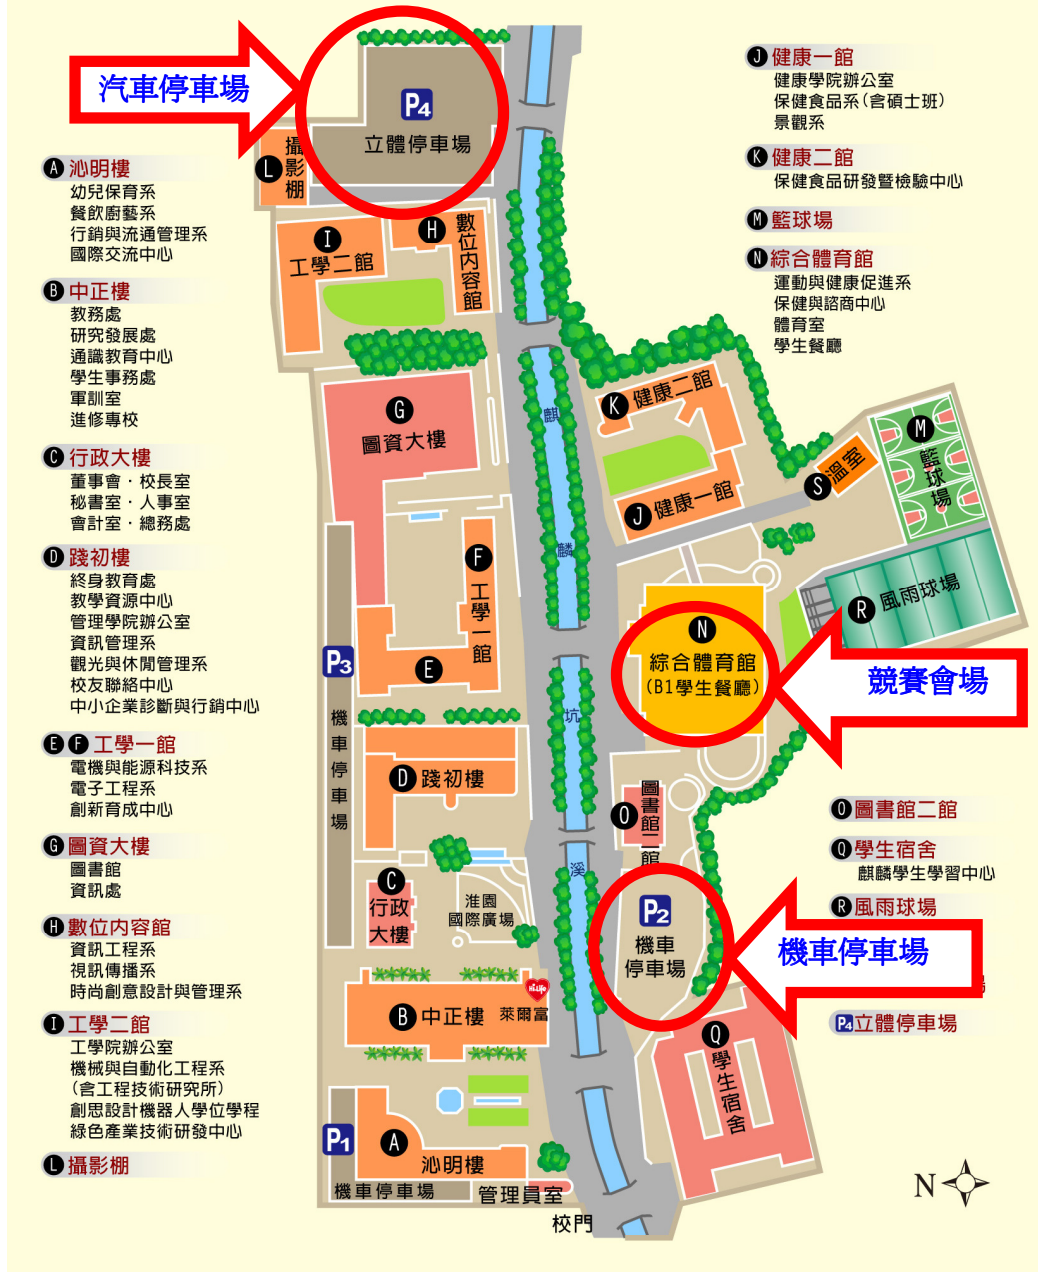 汽車停車場
P4
立體停車場
L
攝影棚
A 沁明樓
幼兒保育系
餐飲廚藝系
行銷與流通管理系
國際交流中心
B 中正樓
教務處
研究發展處
通識教育中心
學生事務處
軍訓室
進修專校
C 行政大樓
董事會．校長室
秘書室．人事室
會計室．總務處
D 踐初樓
終身教育處
教學資源中心
管理學院辦公室
資訊管理系
觀光與休閒管理系
校友聯絡中心
中小企業診斷與行銷中心
E F 工學一館
電機與能源科技系
電子工程系
創新育成中心
G 圖資大樓
圖書館
資訊處
H 數位内容館
資訊工程系
視訊傳播系
時尚創意設計與管理系
I 工學二館
工學院辦公室
機械與自動化工程系
(含工程技術研究所)
創思設計機器人學位學程
綠色產業技術研發中心
L 攝影棚
I
工學二館
H
數位内容館
G
圖資大樓
F
工學一館
E
P3
機車停車場
D 踐初樓
C
行政
大樓
淮園
國際廣場
B 中正樓
Hi-Life
萊爾富
P1
A
沁明樓
機車停車場
管理員室
校門
麒
麟
坑
溪
K 健康二館
J 健康一館
S 溫室
M
籃球場
R 風雨球場
N
綜合體育館
(B1學生餐廳)
競賽會場
O
圖書館二館
P2
機車
停車場
機車停車場
Q
學生宿舍
J 健康一館
健康學院辦公室
保健食品系(含碩士班)
景觀系
K 健康二館
保健食品研發暨檢驗中心
M 籃球場
N 綜合體育館
運動與健康促進系
保健與諮商中心
體育室
學生餐廳
O 圖書館二館
Q 學生宿舍
麒麟學生學習中心
R 風雨球場
P4 立體停車場
N